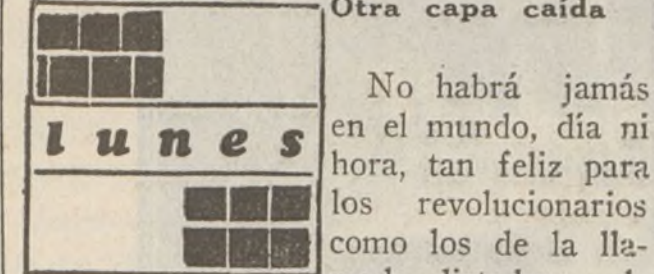 Otra capa caída
lunes
No habrá jamás
en el mundo, día ni
hora, tan feliz para
los revolucionarios
como los de la lla-